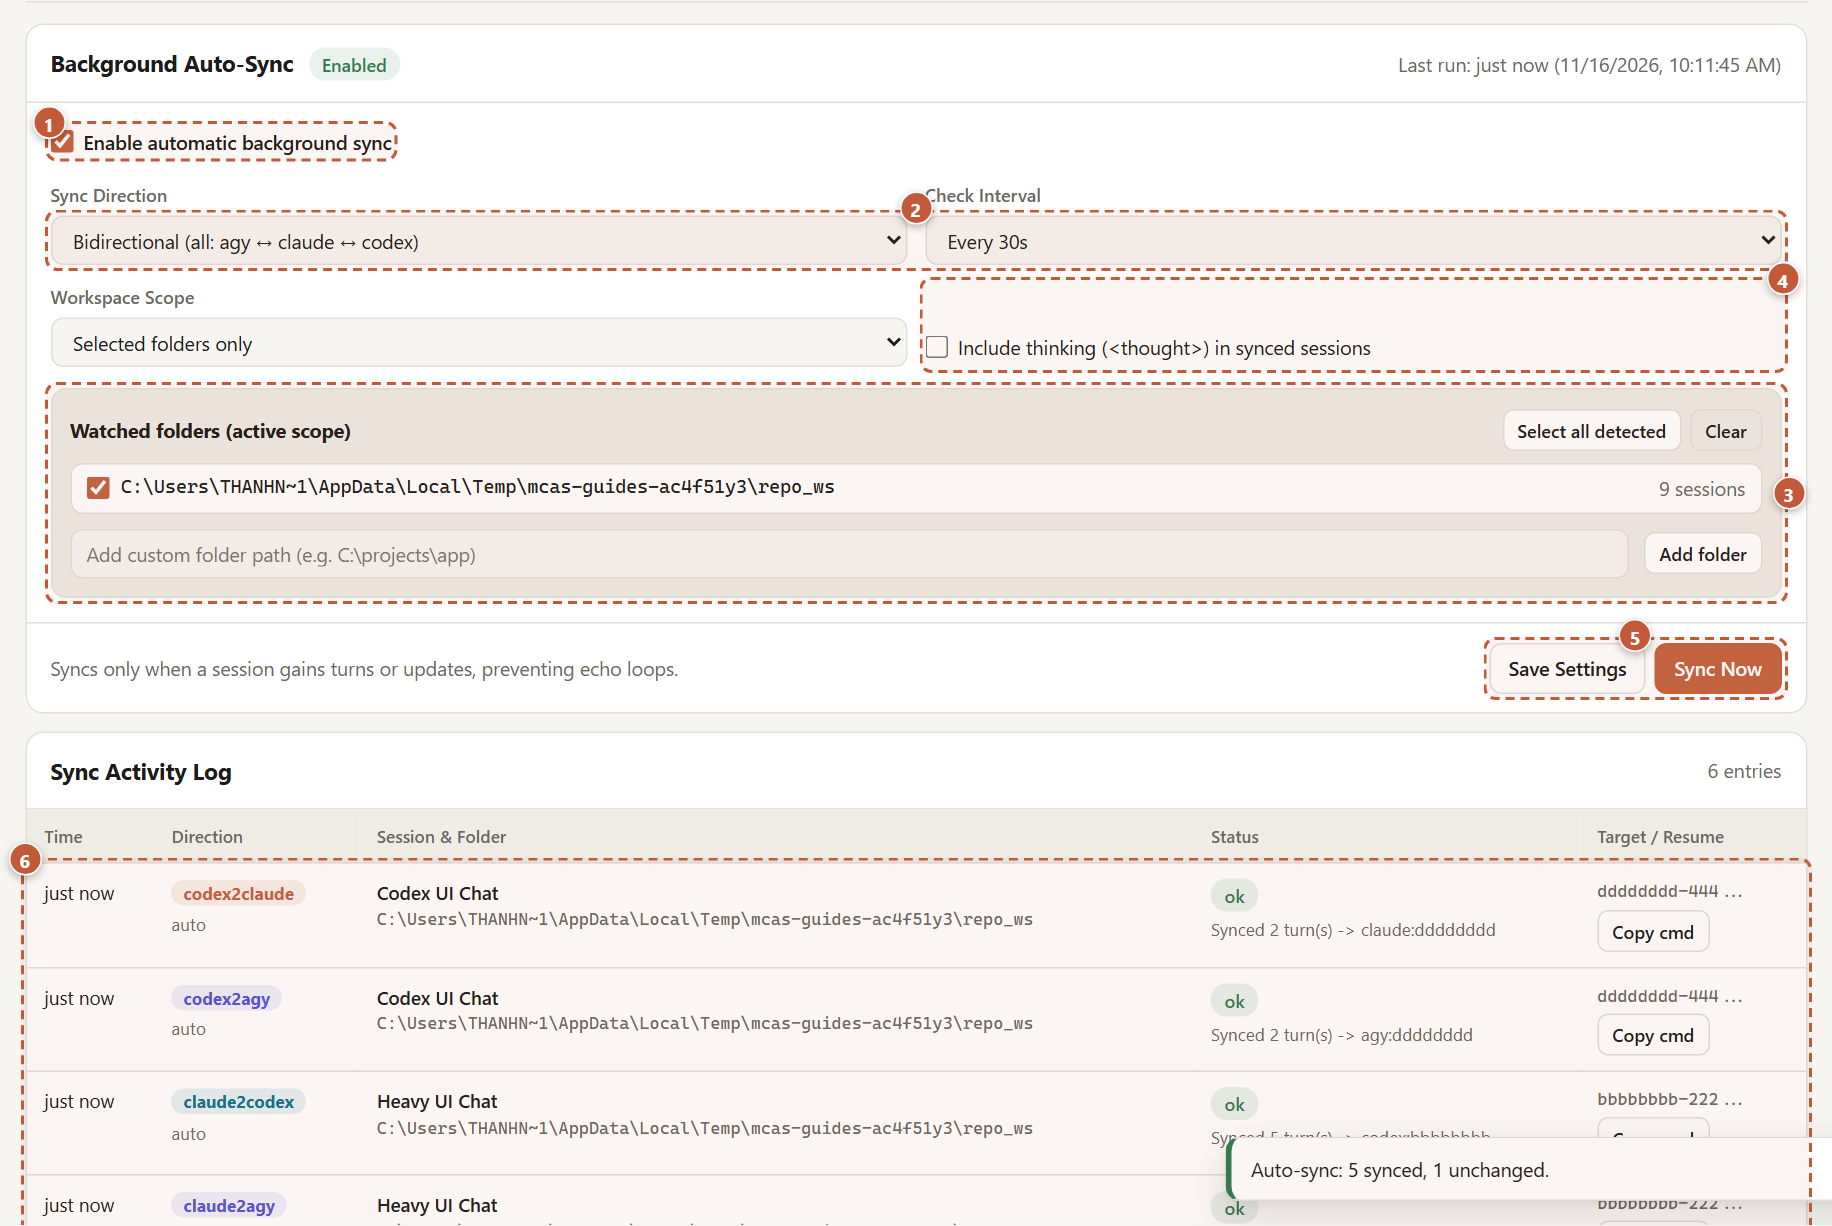 Background Auto-Sync Enabled Last run: just now (11/16/2026, 10:11:45 AM)
1 Enable automatic background sync
Sync Direction 2 Check Interval
Bidirectional (all: agy ↔ claude ↔ codex) Every 30s
Workspace Scope 4
Selected folders only Include thinking (<thought>) in synced sessions
Watched folders (active scope) Select all detected Clear
C:\Users\THANHN~1\AppData\Local\Temp\mcas-guides-ac4f51y3\repo_ws 9 sessions 3
Add custom folder path (e.g. C:\projects\app) Add folder
5
Syncs only when a session gains turns or updates, preventing echo loops. Save Settings Sync Now
Sync Activity Log 6 entries
Time Direction Session & Folder Status Target / Resume
6
just now codex2claude Codex UI Chat ok dddddddd-444 ...
auto C:\Users\THANHN~1\AppData\Local\Temp\mcas-guides-ac4f51y3\repo_ws Synced 2 turn(s) -> claude:dddddddd Copy cmd
just now codex2agy Codex UI Chat ok dddddddd-444 ...
auto C:\Users\THANHN~1\AppData\Local\Temp\mcas-guides-ac4f51y3\repo_ws Synced 2 turn(s) -> agy:dddddddd Copy cmd
just now claude2codex Heavy UI Chat ok bbbbbbbb-222 ...
auto C:\Users\THANHN~1\AppData\Local\Temp\mcas-guides-ac4f51y3\repo_ws
Auto-sync: 5 synced, 1 unchanged.
just now claude2agy Heavy UI Chat ok bbbbbbbb-222 ...